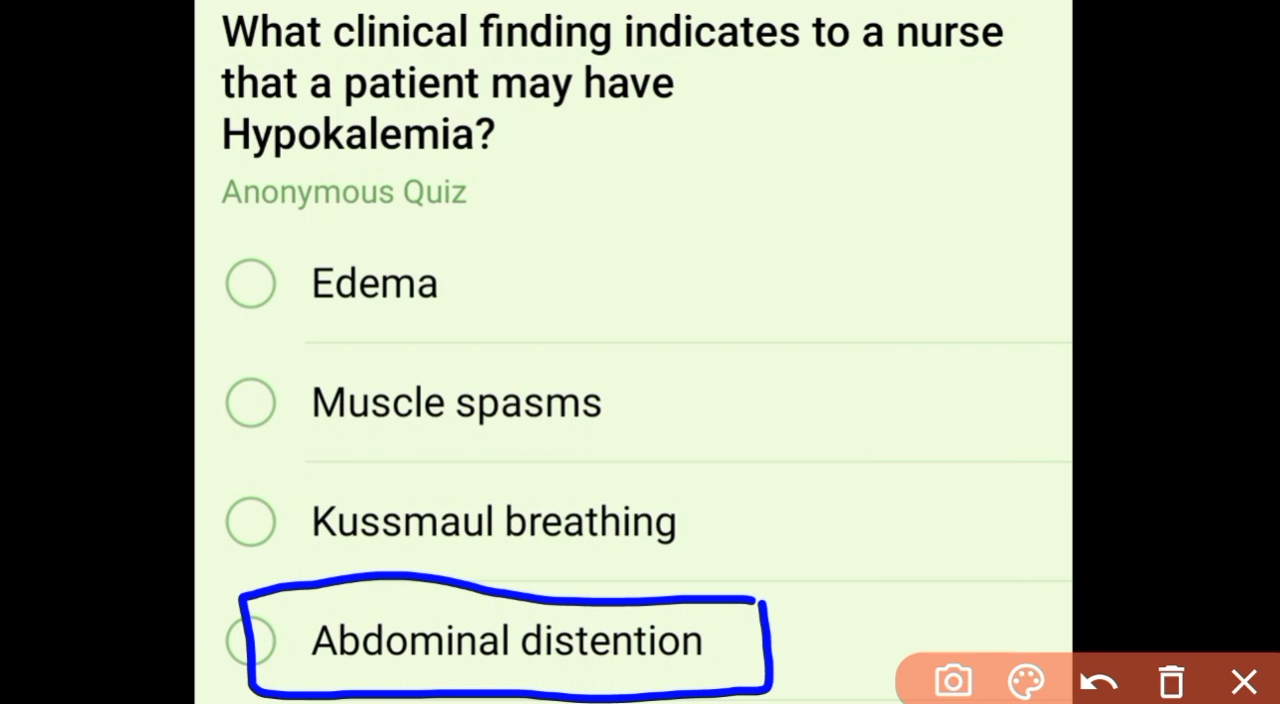 What clinical finding indicates to a nurse
that a patient may have
Hypokalemia?
Anonymous Quiz
Edema
Muscle spasms
Kussmaul breathing
Abdominal distention